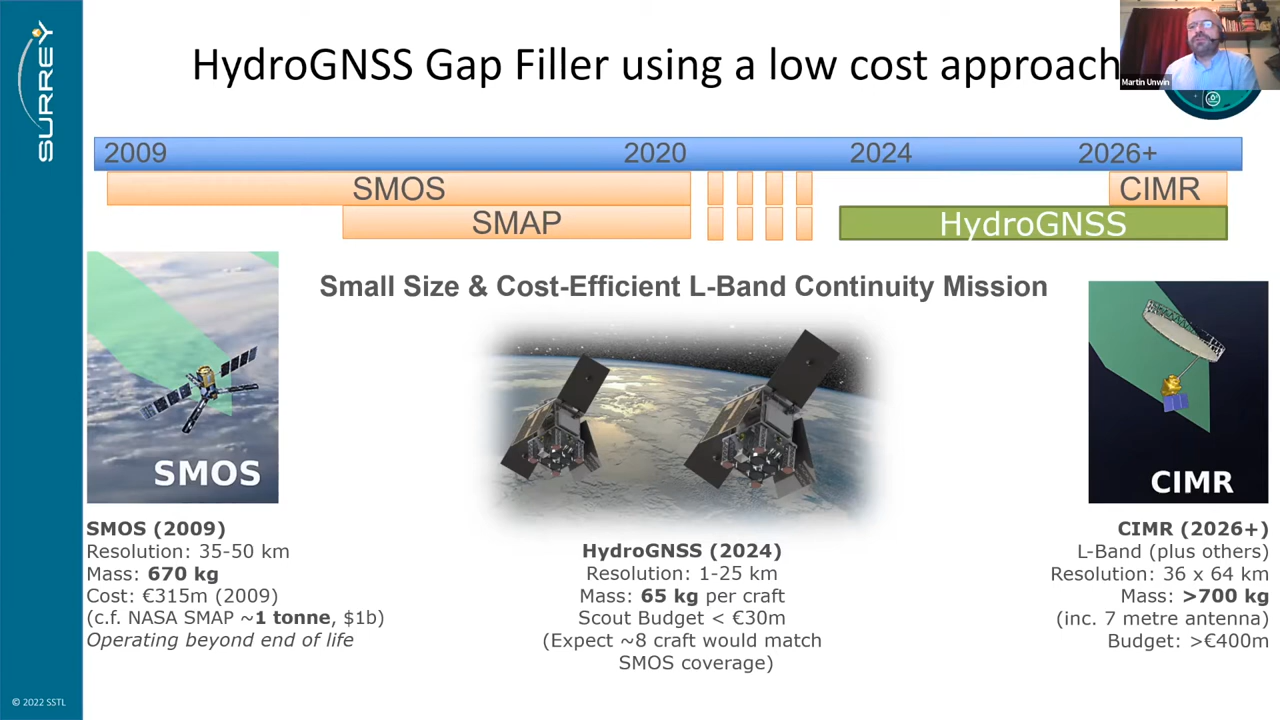 SURREY
HydroGNSS Gap Filler using a low cost approach
Martin Unwin
2009 2020 2024 2026+
SMOS CIMR
SMAP HydroGNSS
Small Size & Cost-Efficient L-Band Continuity Mission
SMOS
CIMR
SMOS (2009)
Resolution: 35-50 km
Mass: 670 kg
Cost: €315m (2009)
(c.f. NASA SMAP ~1 tonne, $1b)
Operating beyond end of life
HydroGNSS (2024)
Resolution: 1-25 km
Mass: 65 kg per craft
Scout Budget < €30m
(Expect ~8 craft would match
SMOS coverage)
CIMR (2026+)
L-Band (plus others)
Resolution: 36 x 64 km
Mass: >700 kg
(inc. 7 metre antenna)
Budget: >€400m
© 2022 SSTL